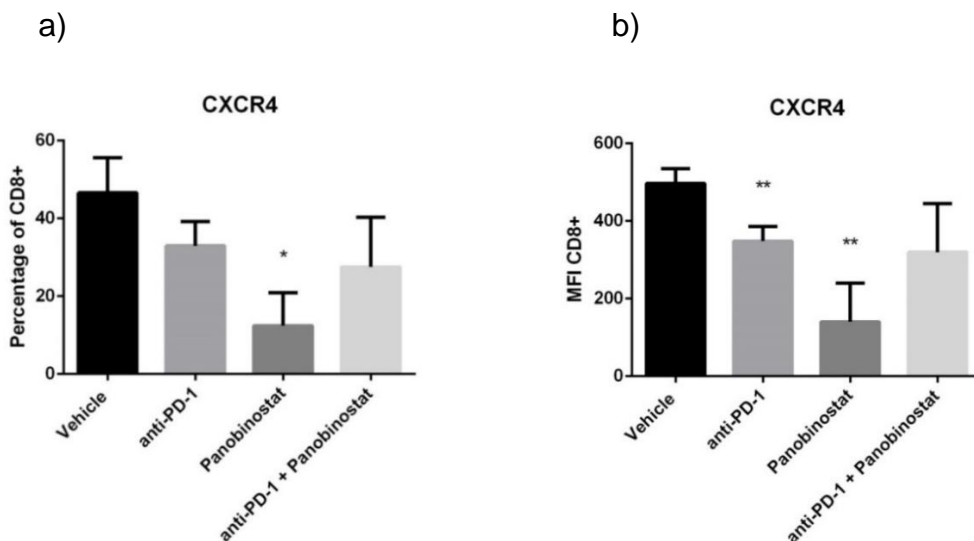 a)
CXCR4
Percentage of CD8+
60
40
20
0
*
Vehicle
anti-PD-1
Panobinostat
anti-PD-1 + Panobinostat
b)
CXCR4
MFI CD8+
600
400
200
0
**
**
Vehicle
anti-PD-1
Panobinostat
anti-PD-1 + Panobinostat